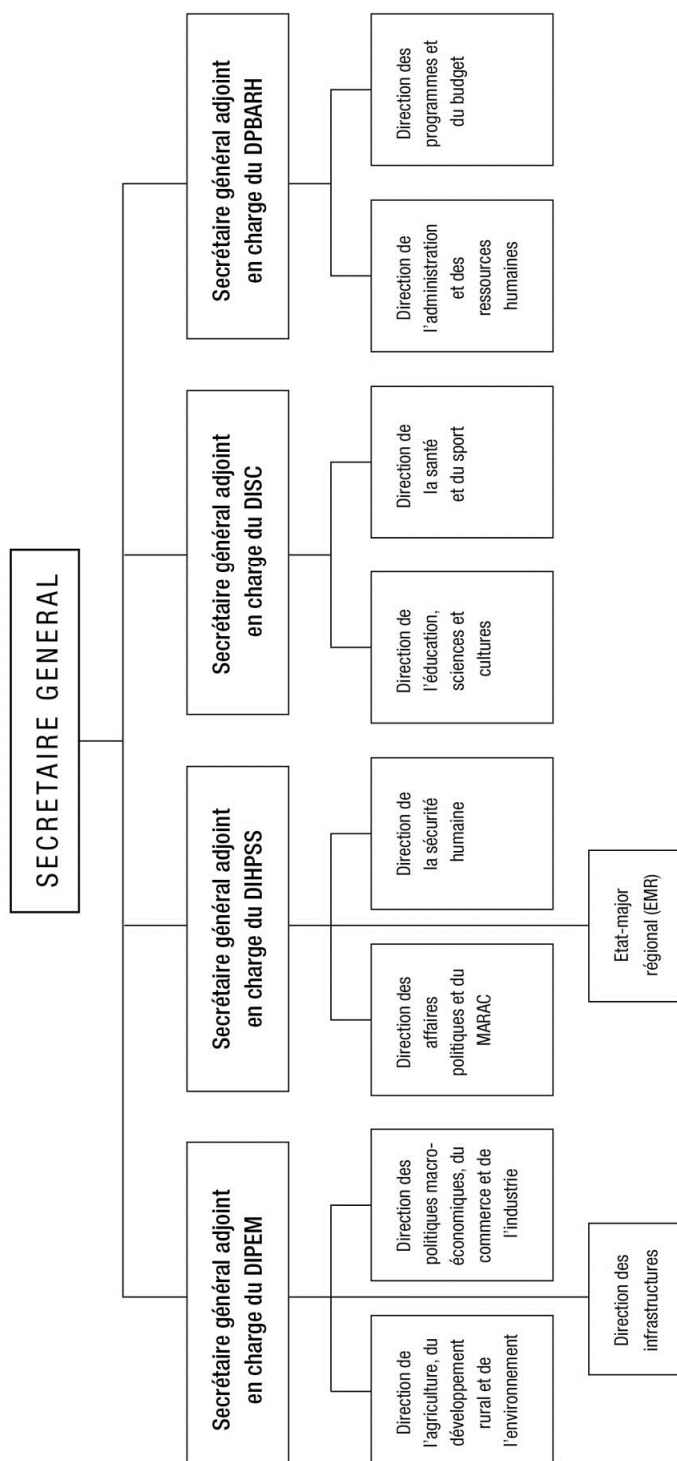 SECRETAIRE GENERAL
Secrétaire général adjoint
en charge du DIPEM
Direction de
l'agriculture, du
développement
rural et de
l'environnement
Direction des
politiques macro-
économiques, du
commerce et de
l'industrie
Direction des
infrastructures
Secrétaire général adjoint
en charge du DIHPSS
Direction des
affaires
politiques et du
MARAC
Direction de
la sécurité
humaine
Etat-major
régional (EMR)
Secrétaire général adjoint
en charge du DISC
Direction de
l'éducation,
sciences et
cultures
Direction de
la santé
et du sport
Secrétaire général adjoint
en charge du DPBARH
Direction de
l'administration
et des
ressources
humaines
Direction des
programmes et
du budget